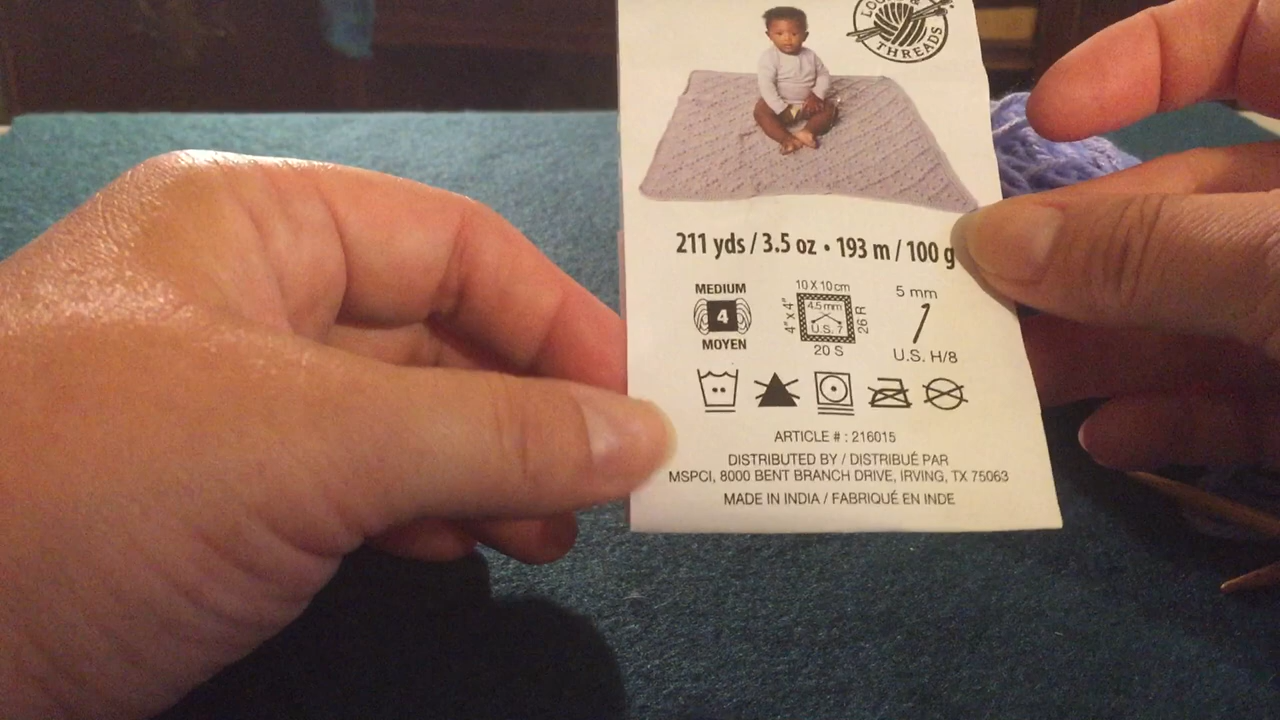 LOOPS &
THREADS
211 yds / 3.5 oz • 193 m / 100 g
MEDIUM
4
MOYEN
10 X 10 cm
4" x 4"
4.5 mm
U.S. 7
26 R
20 S
5 mm
U.S. H/8
ARTICLE # : 216015
DISTRIBUTED BY / DISTRIBUÉ PAR
MSPCI, 8000 BENT BRANCH DRIVE, IRVING, TX 75063
MADE IN INDIA / FABRIQUÉ EN INDE